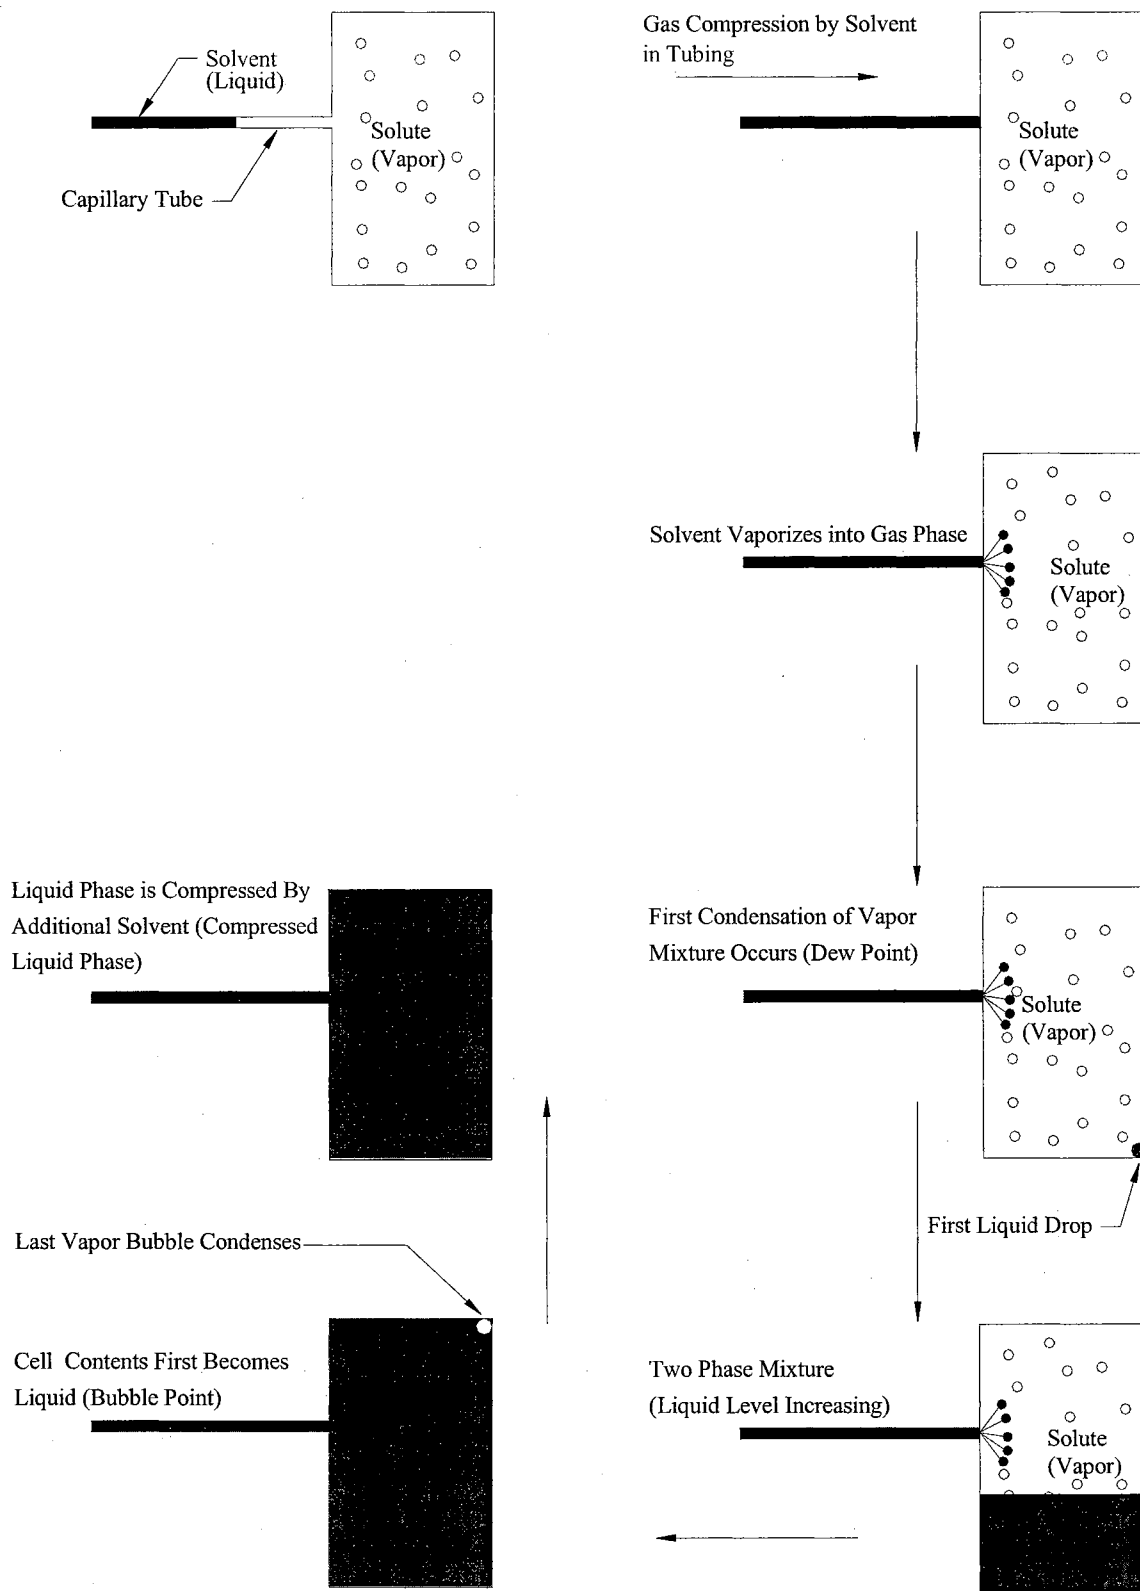 Solvent
(Liquid)
Solute
(Vapor)
Capillary Tube
Gas Compression by Solvent
in Tubing
Solute
(Vapor)
Solvent Vaporizes into Gas Phase
Solute
(Vapor)
First Condensation of Vapor
Mixture Occurs (Dew Point)
Solute
(Vapor)
First Liquid Drop
Two Phase Mixture
(Liquid Level Increasing)
Solute
(Vapor)
Cell Contents First Becomes
Liquid (Bubble Point)
Last Vapor Bubble Condenses
Liquid Phase is Compressed By
Additional Solvent (Compressed
Liquid Phase)